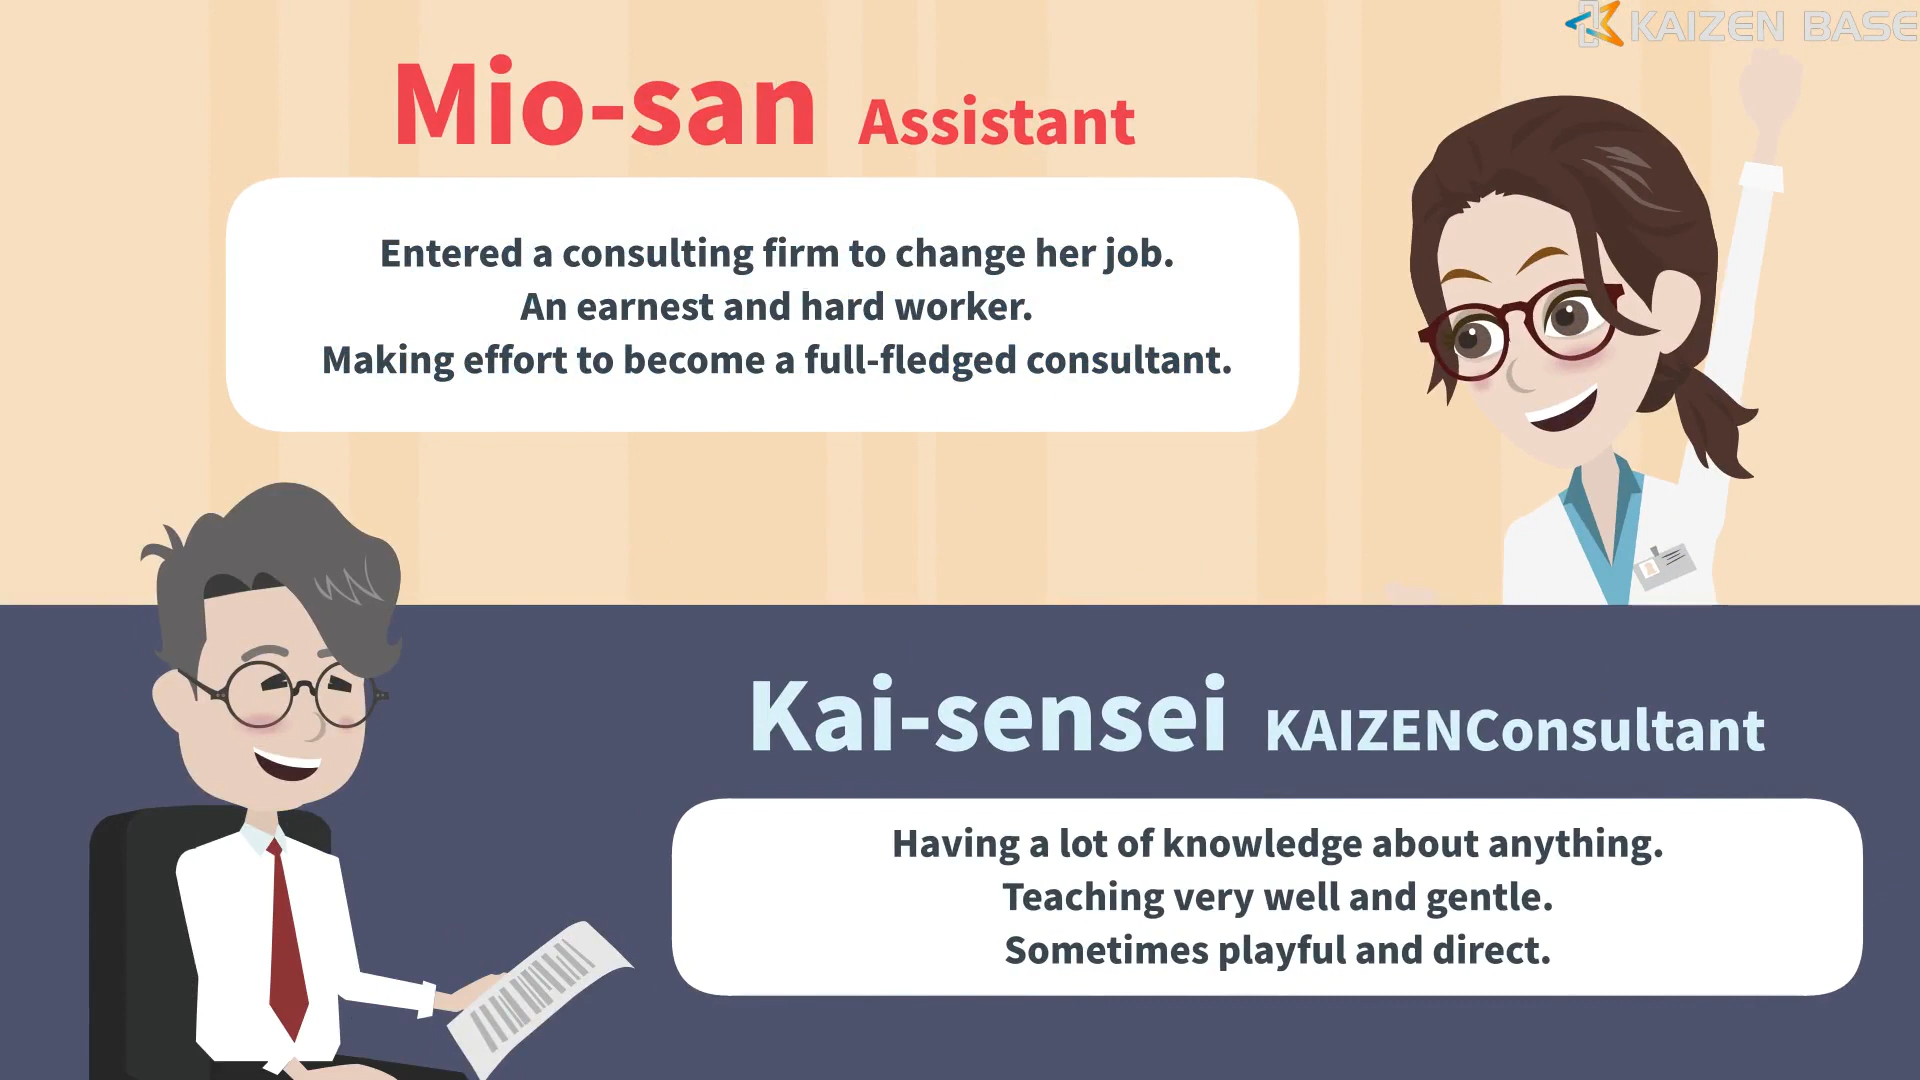 KAIZEN BASE
Mio-san Assistant
Entered a consulting firm to change her job.
An earnest and hard worker.
Making effort to become a full-fledged consultant.
Kai-sensei KAIZENConsultant
Having a lot of knowledge about anything.
Teaching very well and gentle.
Sometimes playful and direct.